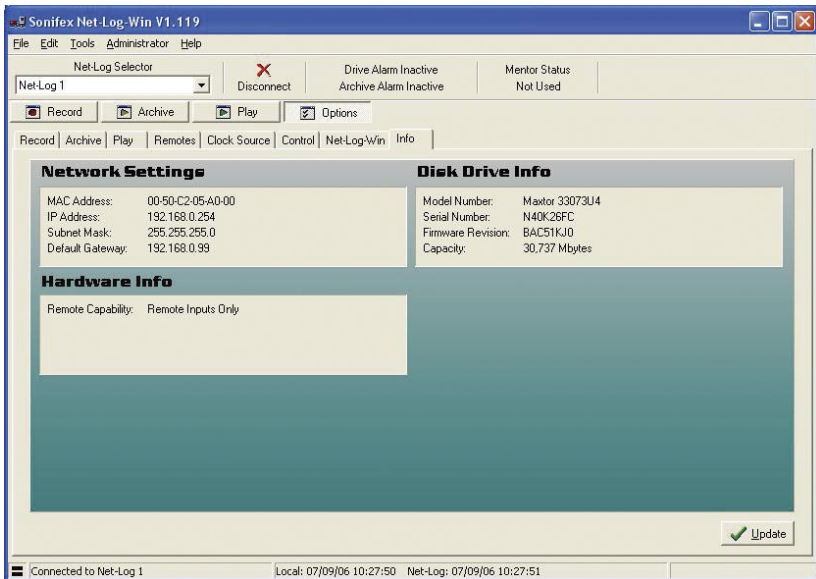 Sonifex Net-Log-Win V1.119
File Edit Tools Administrator Help
Net-Log Selector
Net-Log 1
Disconnect
Drive Alarm Inactive
Archive Alarm Inactive
Mentor Status
Not Used
Record Archive Play Options
Record Archive Play Remotes Clock Source Control Net-Log-Win Info
Network Settings
MAC Address: 00-50-C2-05-A0-00
IP Address: 192.168.0.254
Subnet Mask: 255.255.255.0
Default Gateway: 192.168.0.99
Disk Drive Info
Model Number: Maxtor 33073U4
Serial Number: N40K26FC
Firmware Revision: BAC51KJ0
Capacity: 30,737 Mbytes
Hardware Info
Remote Capability: Remote Inputs Only
Update
Connected to Net-Log 1 Local: 07/09/06 10:27:50 Net-Log: 07/09/06 10:27:51